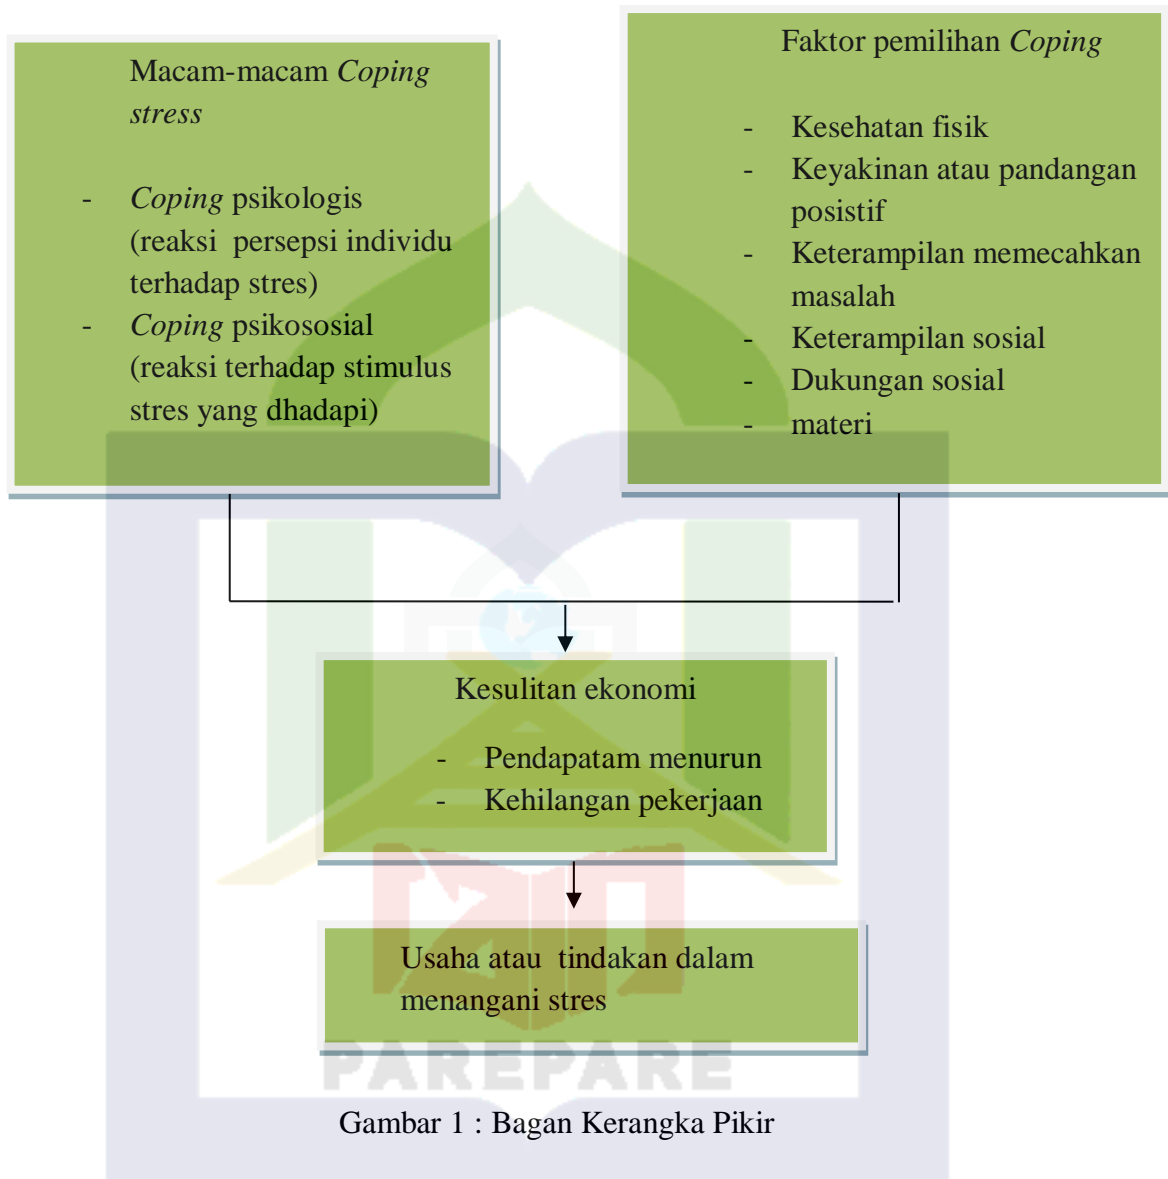 Macam-macam Coping
stress
- Coping psikologis
(reaksi persepsi individu
terhadap stres)
- Coping psikososial
(reaksi terhadap stimulus
stres yang dhadapi)
Faktor pemilihan Coping
- Kesehatan fisik
- Keyakinan atau pandangan
posistif
- Keterampilan memecahkan
masalah
- Keterampilan sosial
- Dukungan sosial
- materi
Kesulitan ekonomi
- Pendapatam menurun
- Kehilangan pekerjaan
Usaha atau tindakan dalam
menangani stres
PAREPARE
Gambar 1 : Bagan Kerangka Pikir